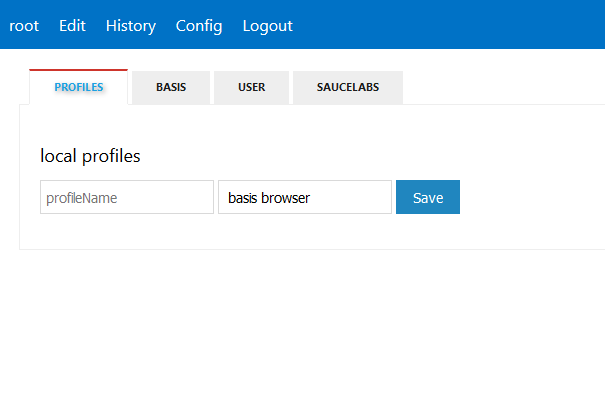 root Edit History Config Logout
PROFILES BASIS USER SAUCELABS
local profiles
profileName basis browser Save